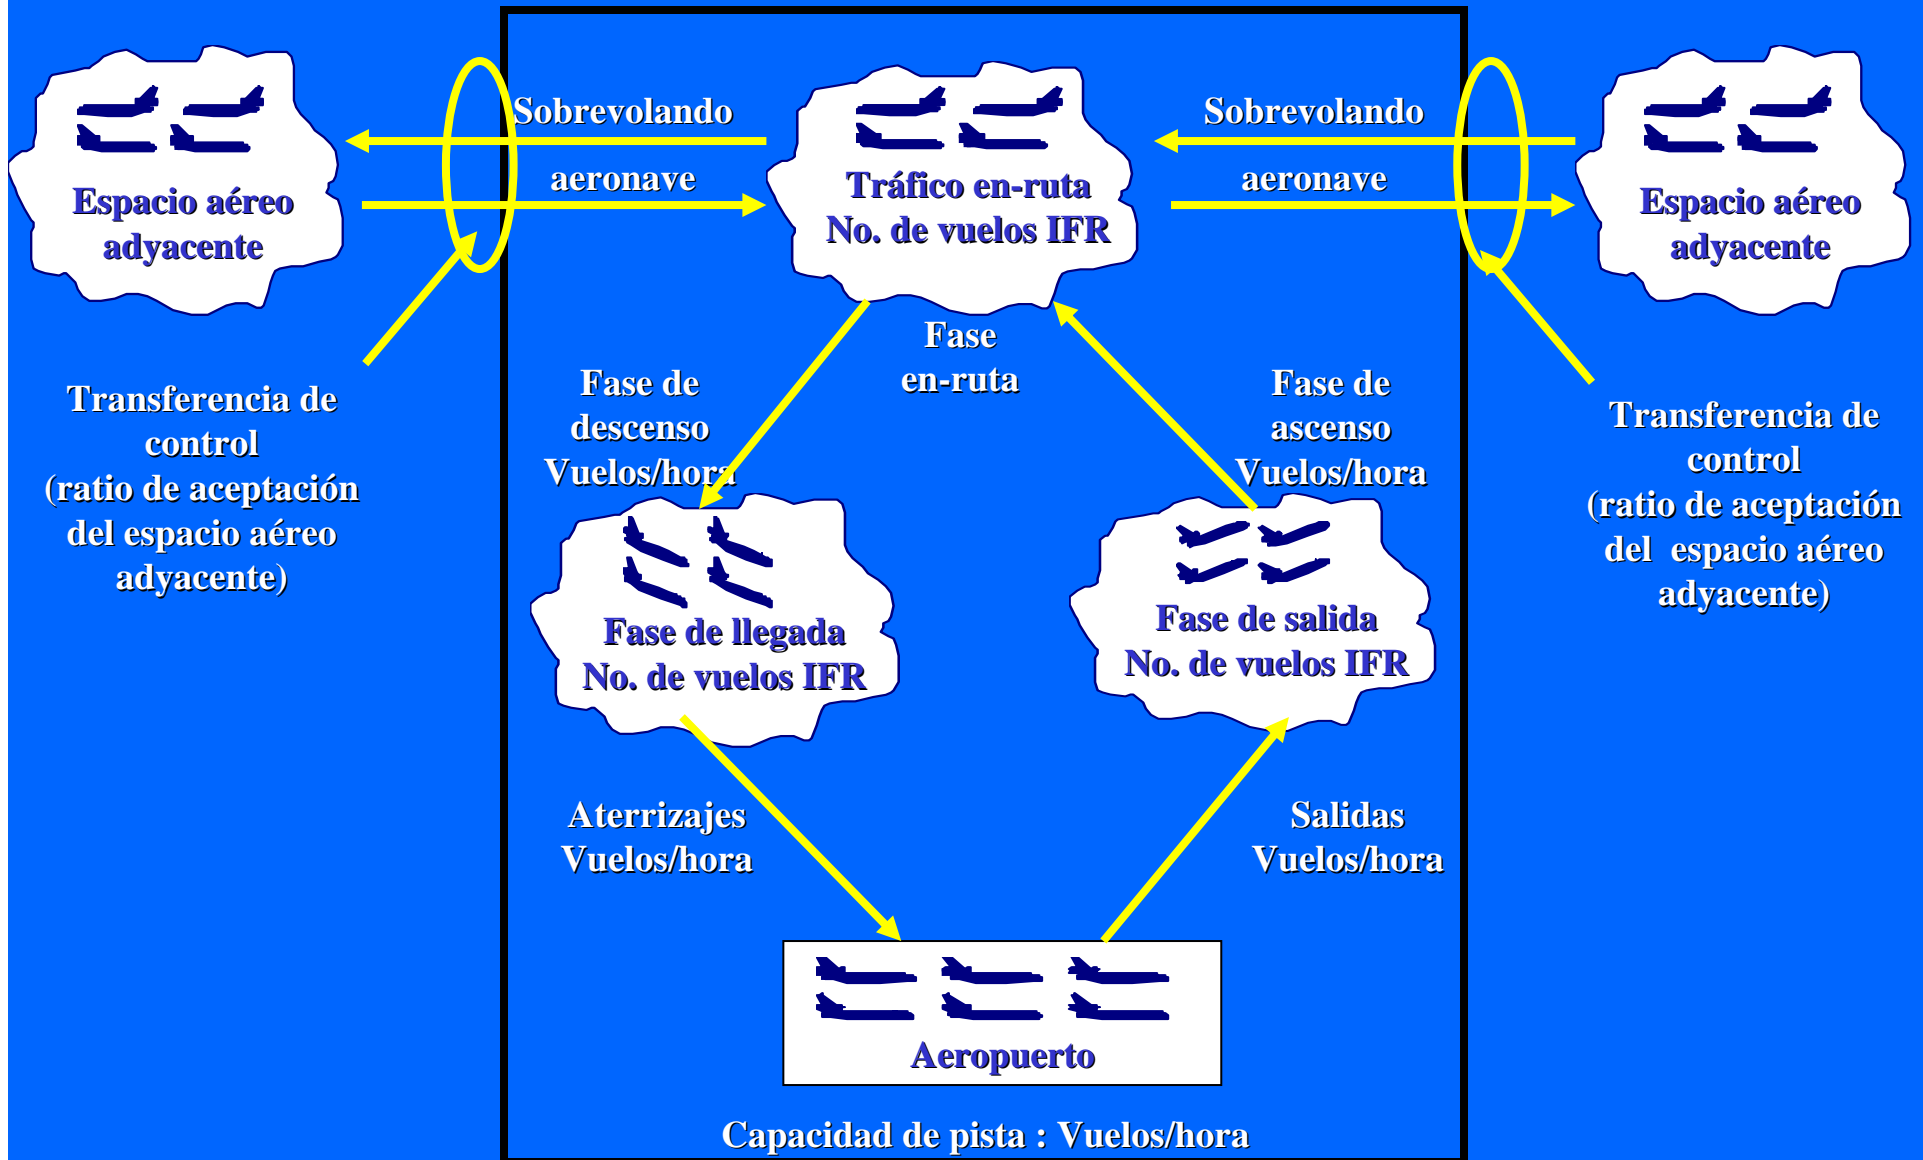 Sobrevolando
aeronave
Sobrevolando
aeronave
Espacio aéreo
adyacente
Tráfico en-ruta
No. de vuelos IFR
Espacio aéreo
adyacente
Transferencia de
control
(ratio de aceptación
del espacio aéreo
adyacente)
Fase de
descenso
Vuelos/hora
Fase
en-ruta
Fase de
ascenso
Vuelos/hora
Transferencia de
control
(ratio de aceptación
del espacio aéreo
adyacente)
Fase de llegada
No. de vuelos IFR
Fase de salida
No. de vuelos IFR
Aterrizajes
Vuelos/hora
Salidas
Vuelos/hora
Aeropuerto
Capacidad de pista : Vuelos/hora